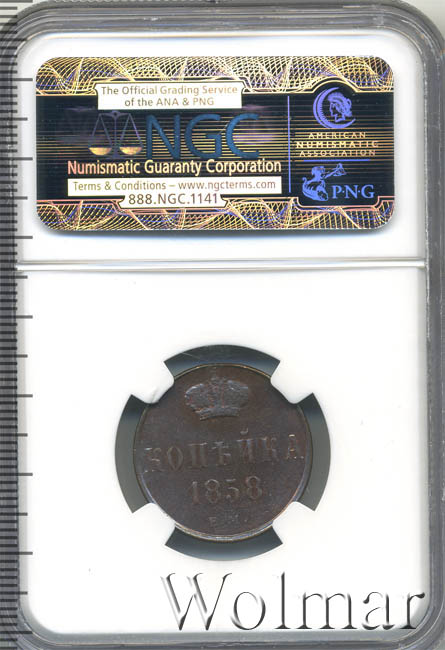 The Official Grading Service
of the ANA & PNG
NGC
Numismatic Guaranty Corporation
Terms & Conditions – www.ngcterms.com
888.NGC.1141
AMERICAN
NUMISMATIC
ASSOCIATION
P·N·G
КОПѢЙКА
1858
Е.М.
Wolmar